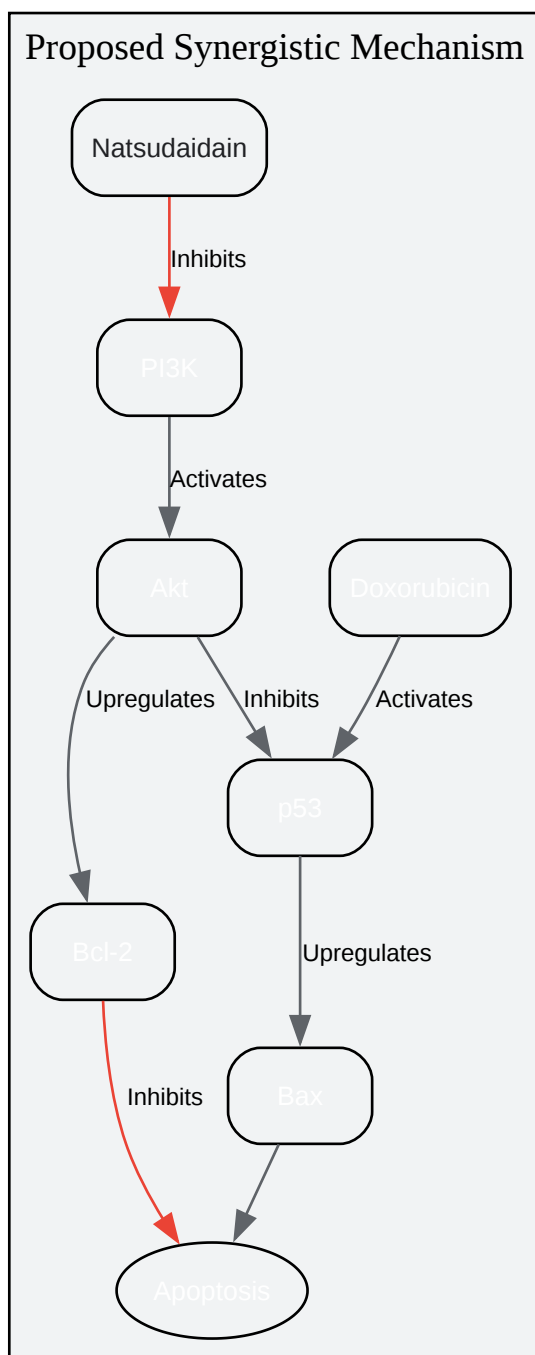 Proposed Synergistic Mechanism
Natsudaidain
Inhibits
PI3K
Activates
Akt
Doxorubicin
Upregulates
Inhibits
Activates
p53
Bcl-2
Upregulates
Bax
Inhibits
Apoptosis